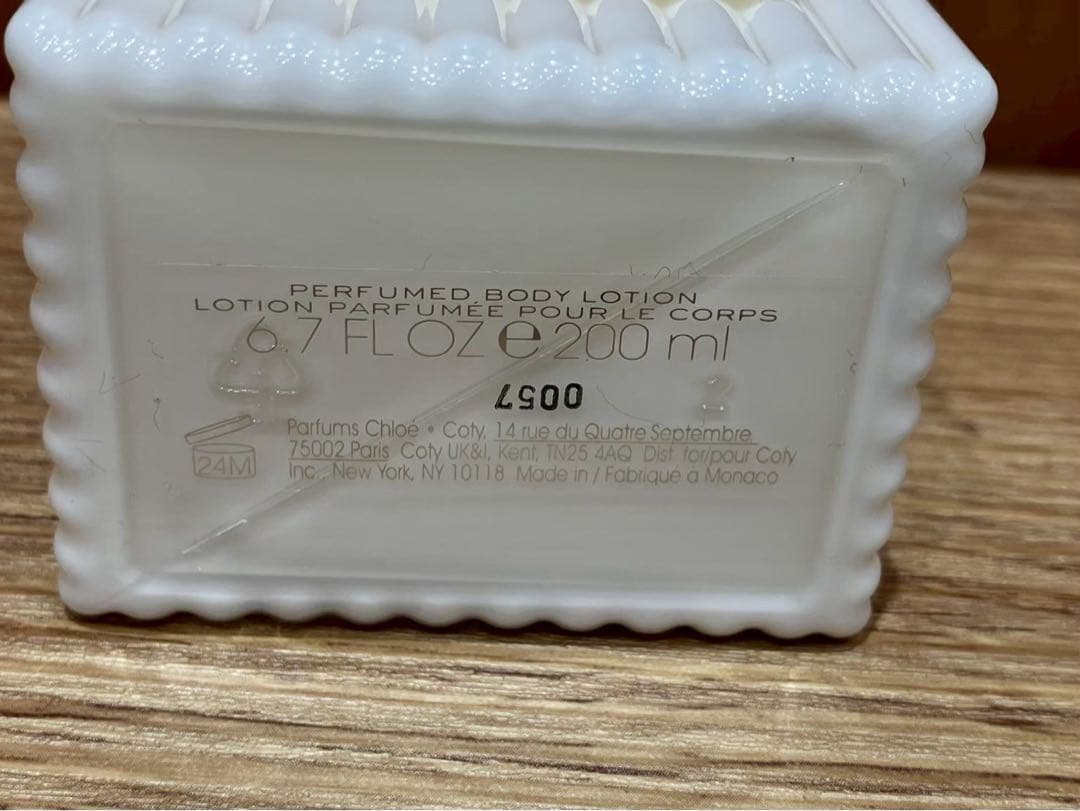 PERFUMED BODY LOTION
LOTION PARFUMÉE POUR LE CORPS
6.7 FL OZ e 200 ml
0057
2
24M
Parfums Chloé • Coty, 14 rue du Quatre Septembre
75002 Paris Coty UK&I, Kent, TN25 4AQ Dist. for/pour Coty
Inc., New York, NY 10118 Made in / Fabriqué à Monaco